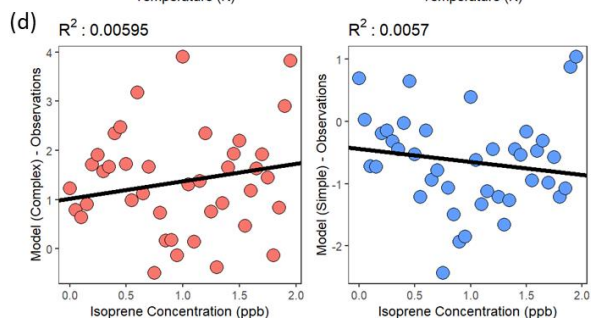 (d)
R² : 0.00595
Model (Complex) - Observations
4
3
2
1
0
0.0 0.5 1.0 1.5 2.0
Isoprene Concentration (ppb)
R² : 0.0057
Model (Simple) - Observations
1
0
-1
-2
0.0 0.5 1.0 1.5 2.0
Isoprene Concentration (ppb)